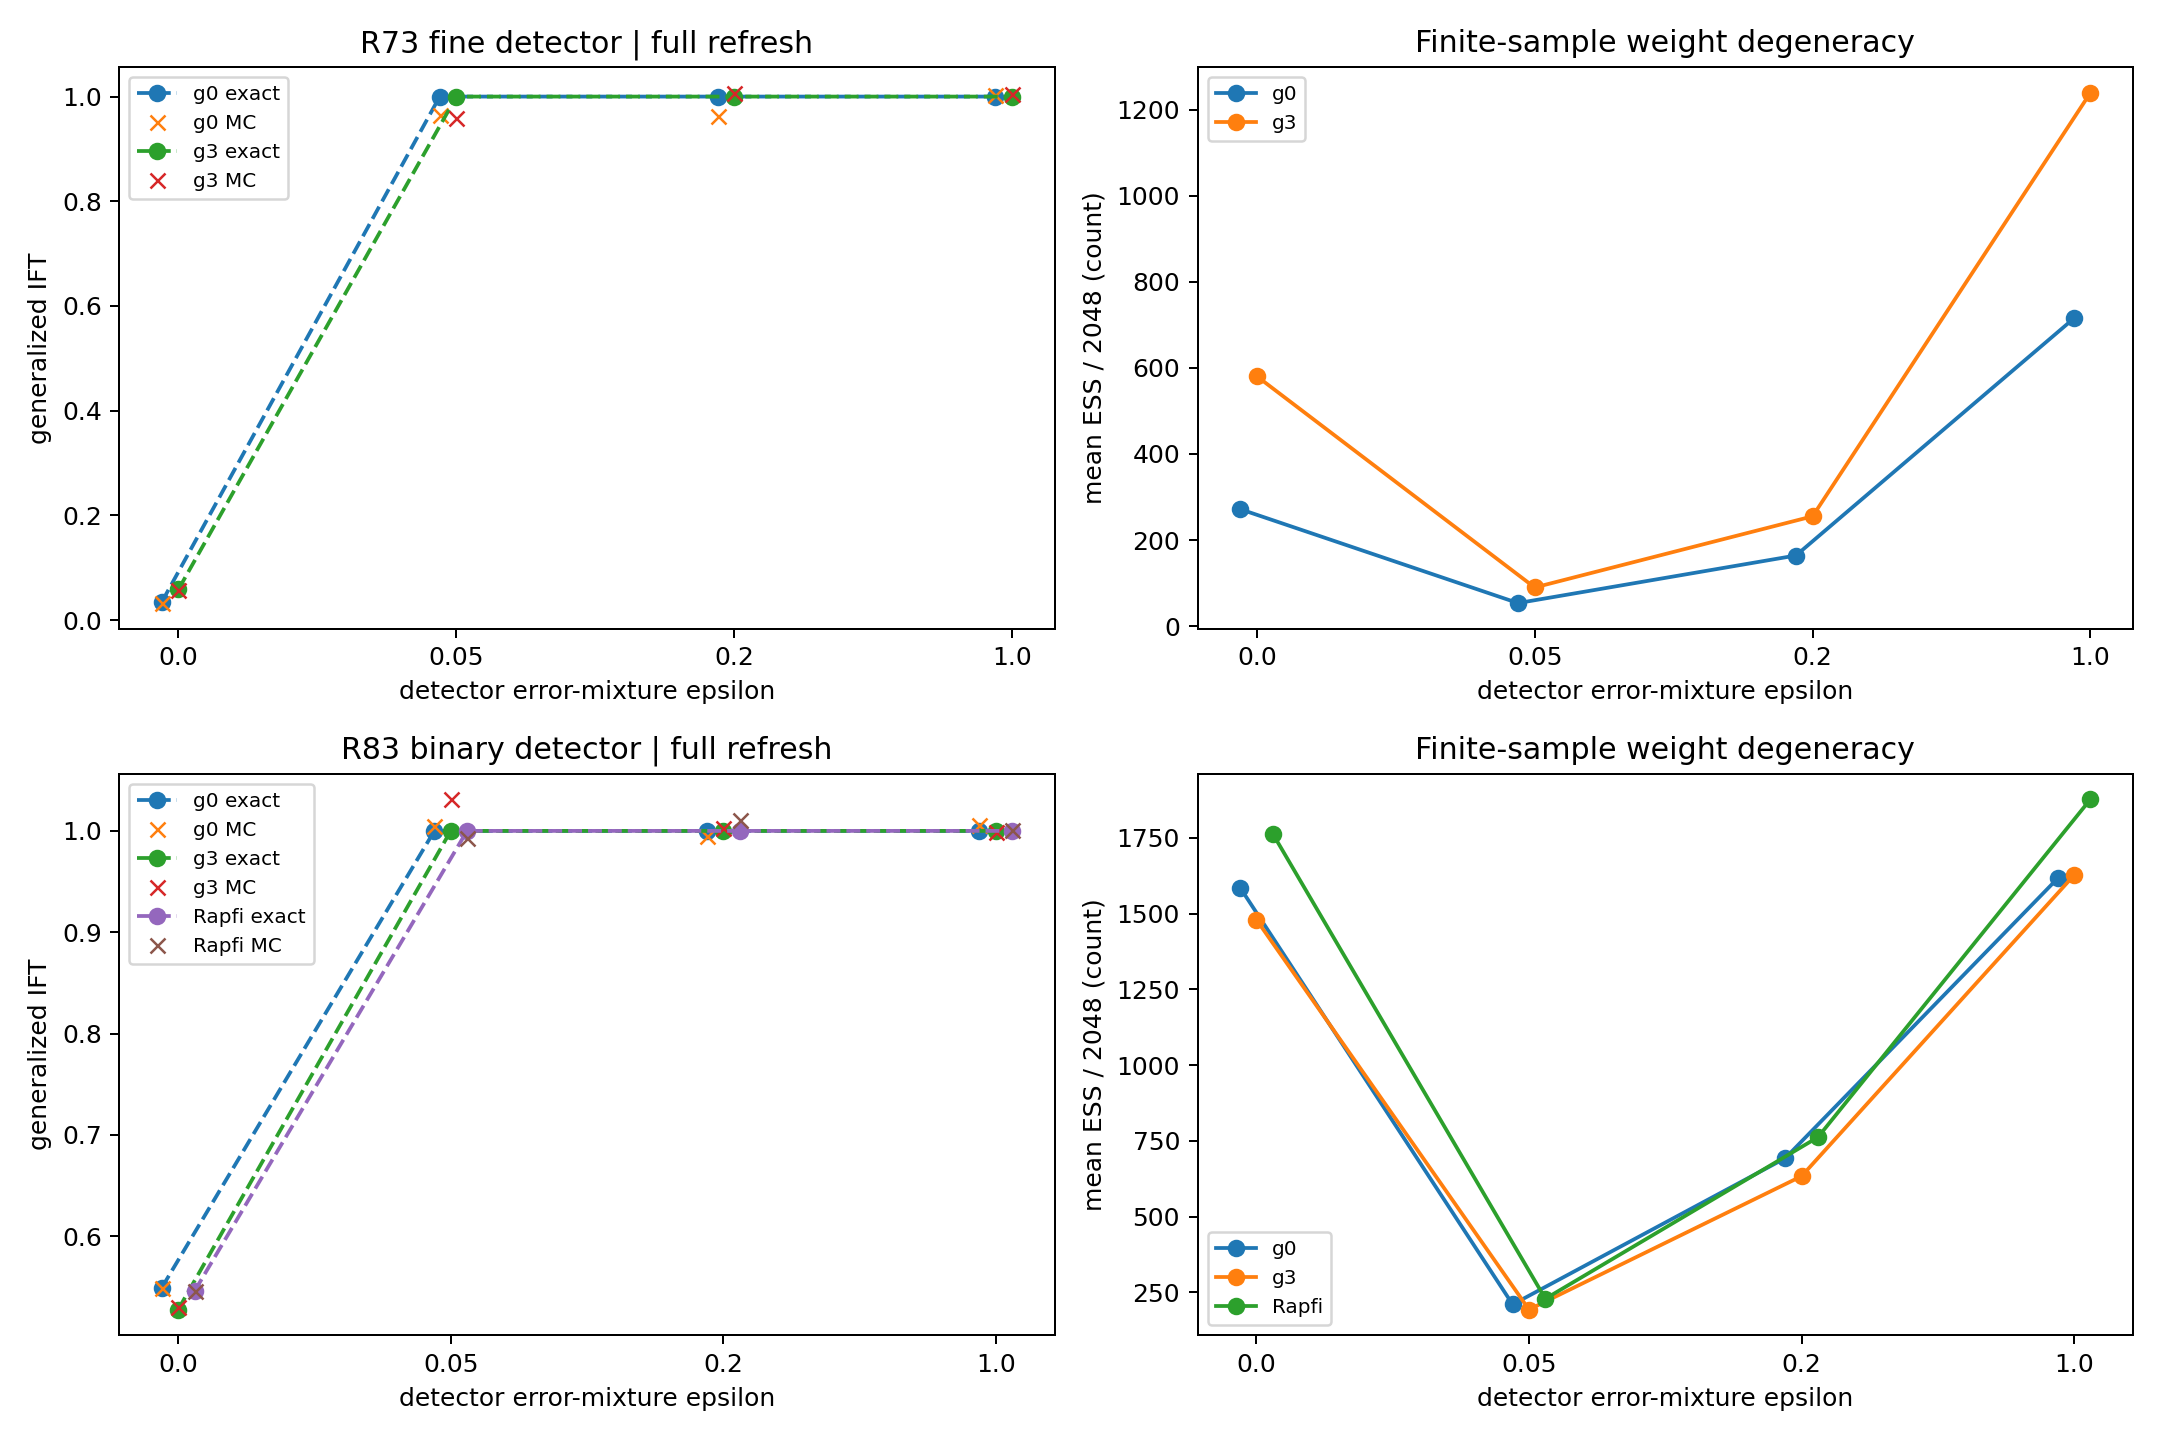 R73 fine detector | full refresh
g0 exact
g0 MC
g3 exact
g3 MC
generalized IFT
1.0
0.8
0.6
0.4
0.2
0.0
0.0 0.05 0.2 1.0
detector error-mixture epsilon
Finite-sample weight degeneracy
g0
g3
mean ESS / 2048 (count)
1200
1000
800
600
400
200
0
0.0 0.05 0.2 1.0
detector error-mixture epsilon
R83 binary detector | full refresh
g0 exact
g0 MC
g3 exact
g3 MC
Rapfi exact
Rapfi MC
generalized IFT
1.0
0.9
0.8
0.7
0.6
0.0 0.05 0.2 1.0
detector error-mixture epsilon
Finite-sample weight degeneracy
mean ESS / 2048 (count)
1750
1500
1250
1000
750
500
250
g0
g3
Rapfi
0.0 0.05 0.2 1.0
detector error-mixture epsilon